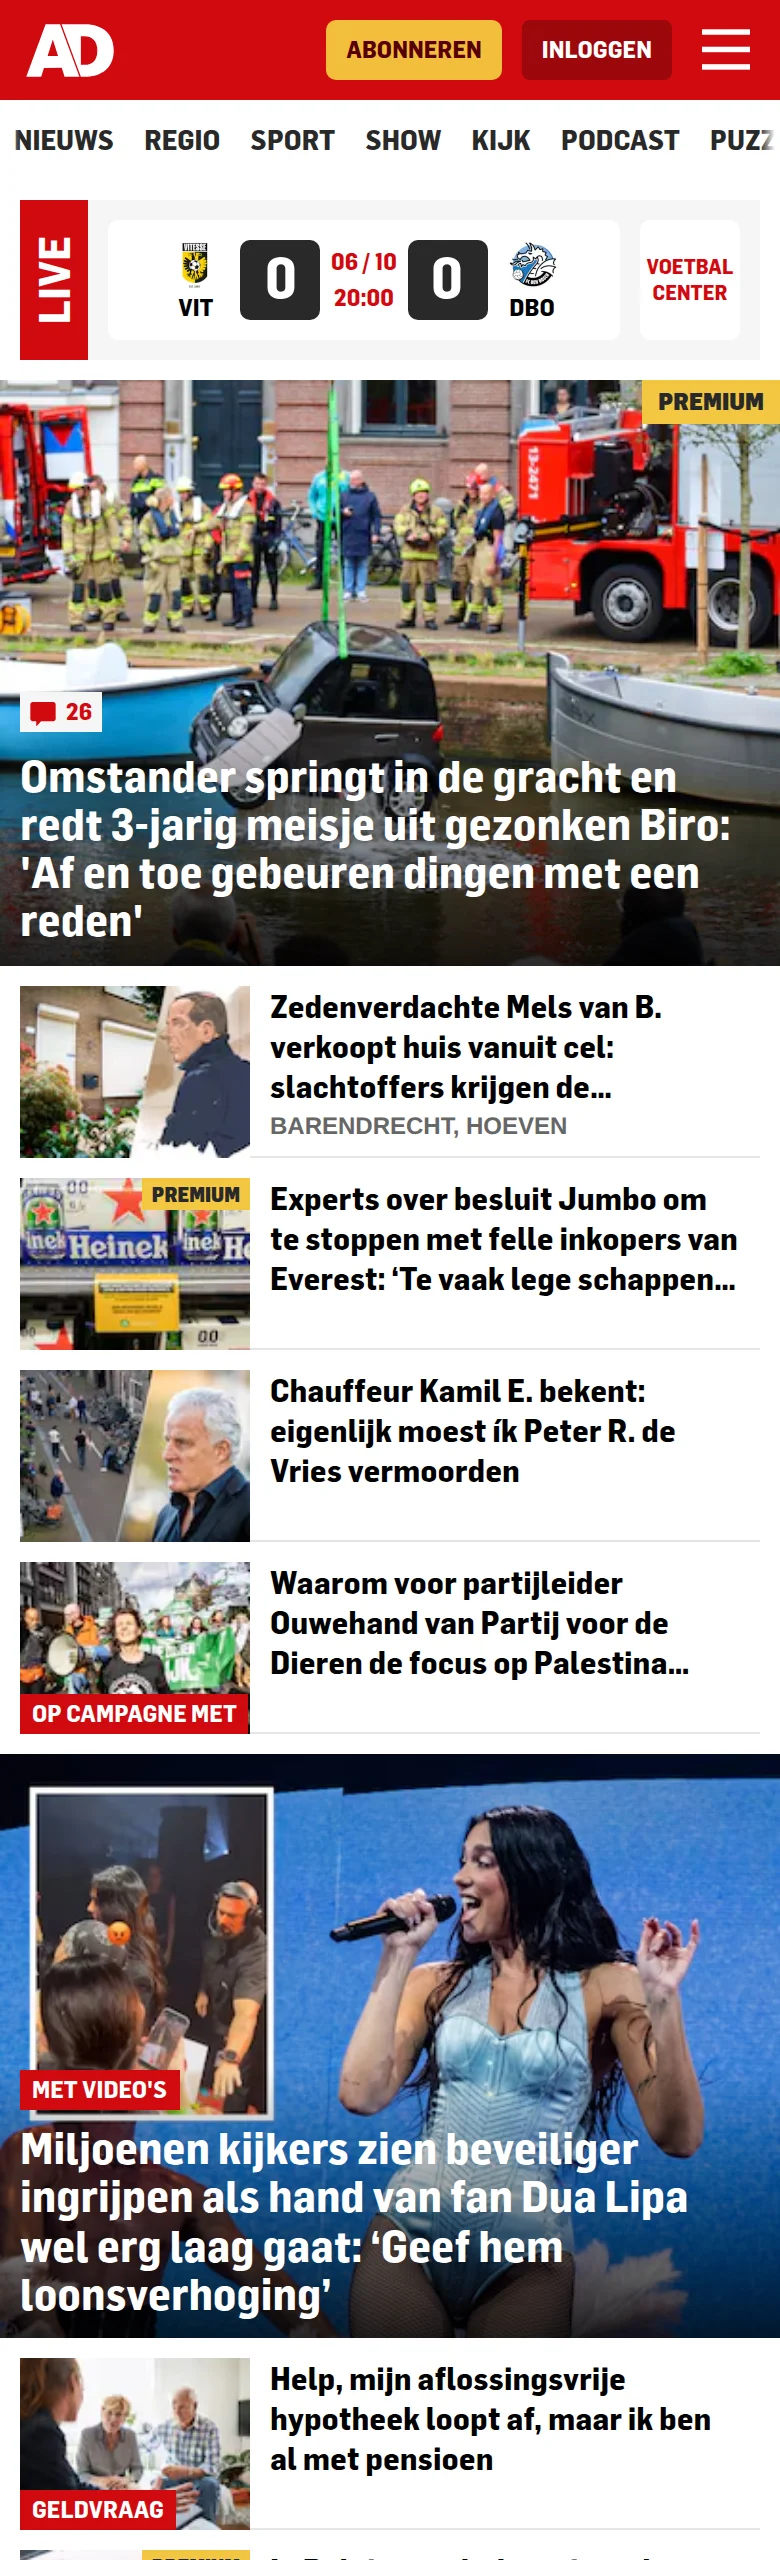 AD
ABONNEREN
INLOGGEN
NIEUWS REGIO SPORT SHOW KIJK PODCAST PUZZ
LIVE
VITESSE
VIT
0
06 / 10
20:00
0
DBO
VOETBAL
CENTER
PREMIUM
13-2471
26
Omstander springt in de gracht en
redt 3-jarig meisje uit gezonken Biro:
'Af en toe gebeuren dingen met een
reden'
Zedenverdachte Mels van B.
verkoopt huis vanuit cel:
slachtoffers krijgen de...
BARENDRECHT, HOEVEN
PREMIUM
Heinek
Experts over besluit Jumbo om
te stoppen met felle inkopers van
Everest: ‘Te vaak lege schappen...
Chauffeur Kamil E. bekent:
eigenlijk moest ík Peter R. de
Vries vermoorden
OP CAMPAGNE MET
Waarom voor partijleider
Ouwehand van Partij voor de
Dieren de focus op Palestina...
MET VIDEO'S
Miljoenen kijkers zien beveiliger
ingrijpen als hand van fan Dua Lipa
wel erg laag gaat: ‘Geef hem
loonsverhoging’
GELDVRAAG
Help, mijn aflossingsvrije
hypotheek loopt af, maar ik ben
al met pensioen